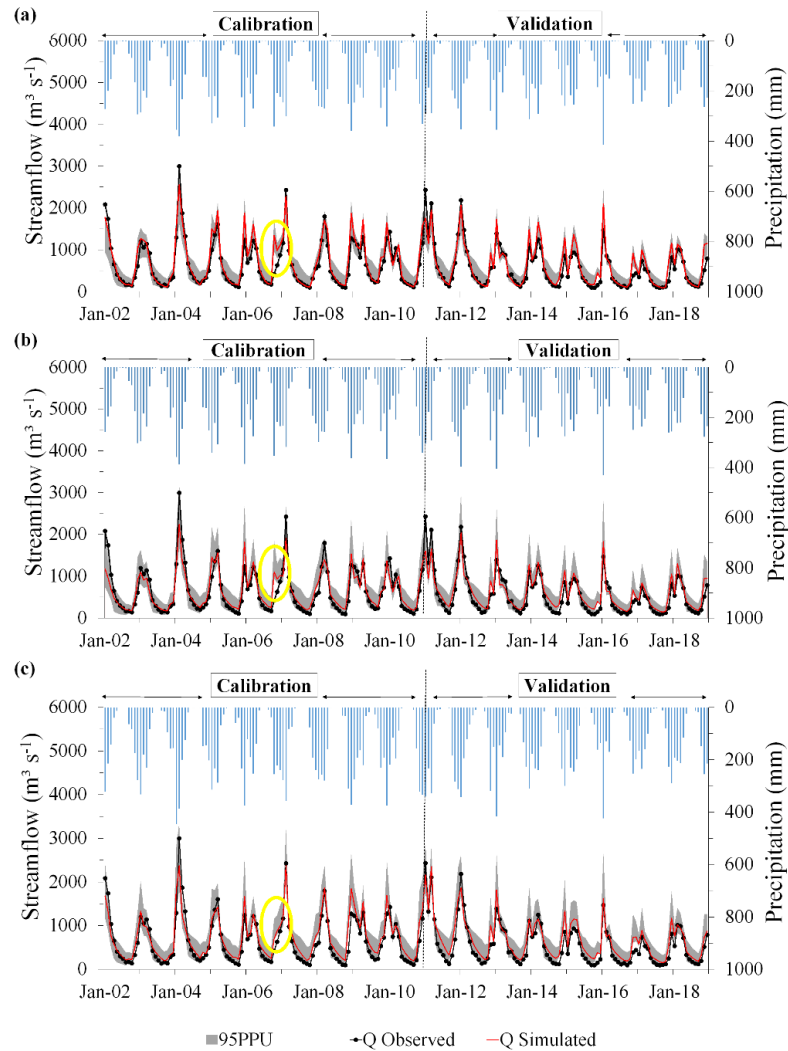 (a)
Calibration
Validation
Streamflow (m³ s⁻¹)
6000
5000
4000
3000
2000
1000
0
0
200
400
600
800
1000
Precipitation (mm)
Jan-02 Jan-04 Jan-06 Jan-08 Jan-10 Jan-12 Jan-14 Jan-16 Jan-18
(b)
Calibration
Validation
Streamflow (m³ s⁻¹)
6000
5000
4000
3000
2000
1000
0
0
200
400
600
800
1000
Precipitation (mm)
Jan-02 Jan-04 Jan-06 Jan-08 Jan-10 Jan-12 Jan-14 Jan-16 Jan-18
(c)
Calibration
Validation
Streamflow (m³ s⁻¹)
6000
5000
4000
3000
2000
1000
0
0
200
400
600
800
1000
Precipitation (mm)
Jan-02 Jan-04 Jan-06 Jan-08 Jan-10 Jan-12 Jan-14 Jan-16 Jan-18
95PPU Q Observed Q Simulated